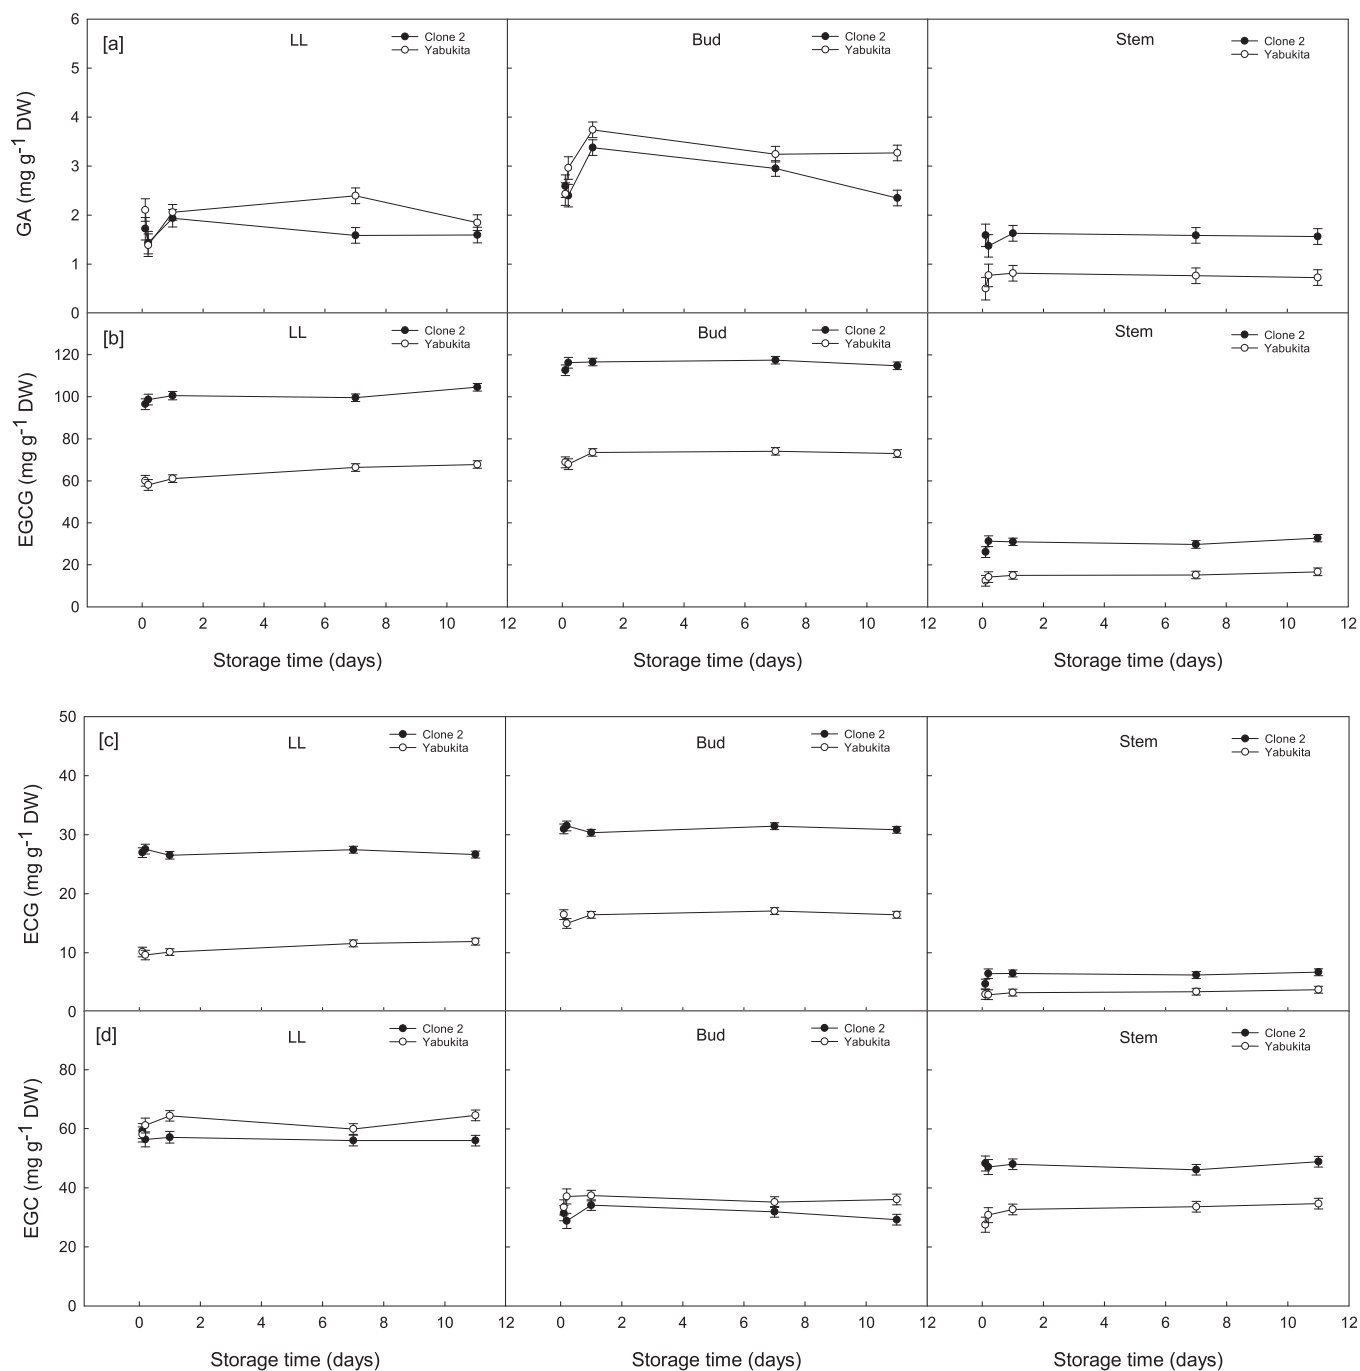 [a]
LL
Clone 2
Yabukita
Bud
Clone 2
Yabukita
Stem
Clone 2
Yabukita
GA (mg g-1 DW)
6
5
4
3
2
1
0
[b]
LL
Clone 2
Yabukita
Bud
Clone 2
Yabukita
Stem
Clone 2
Yabukita
EGCG (mg g-1 DW)
120
100
80
60
40
20
0
0 2 4 6 8 10 12 0 2 4 6 8 10 12 0 2 4 6 8 10 12
Storage time (days) Storage time (days) Storage time (days)
[c]
LL
Clone 2
Yabukita
Bud
Clone 2
Yabukita
Stem
Clone 2
Yabukita
ECG (mg g-1 DW)
50
40
30
20
10
0
[d]
LL
Clone 2
Yabukita
Bud
Clone 2
Yabukita
Stem
Clone 2
Yabukita
EGC (mg g-1 DW)
80
60
40
20
0
0 2 4 6 8 10 12 0 2 4 6 8 10 12 0 2 4 6 8 10 12
Storage time (days) Storage time (days) Storage time (days)